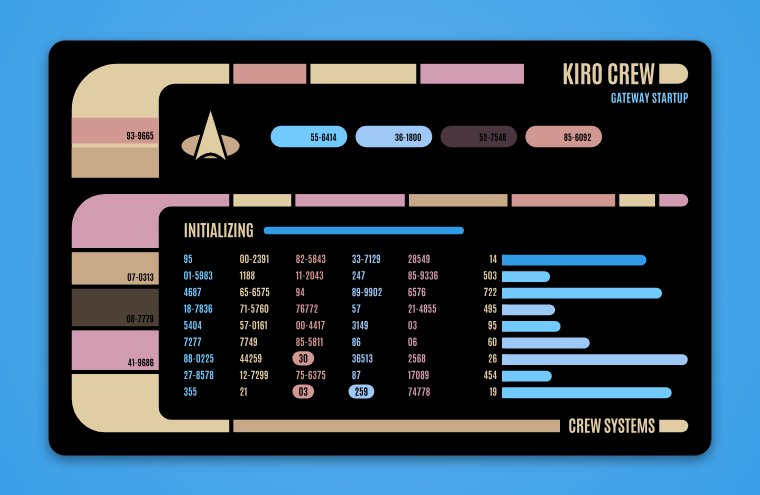 KIRO CREW
GATEWAY STARTUP
93-9665
55-6414 36-1800 52-7546 85-6092
INITIALIZING
95 00-2391 82-5843 33-7129 28549 14
01-5983 1188 11-2043 247 85-9336 503
4687 65-6575 94 89-9902 6576 722
18-7836 71-5760 76772 57 21-4855 495
5404 57-0161 00-4417 3149 03 95
7277 7749 85-5811 86 06 60
88-0225 44259 30 36513 2568 26
27-8578 12-7299 75-6375 87 17089 454
355 21 03 259 74778 19
07-0313
08-7779
41-9686
CREW SYSTEMS